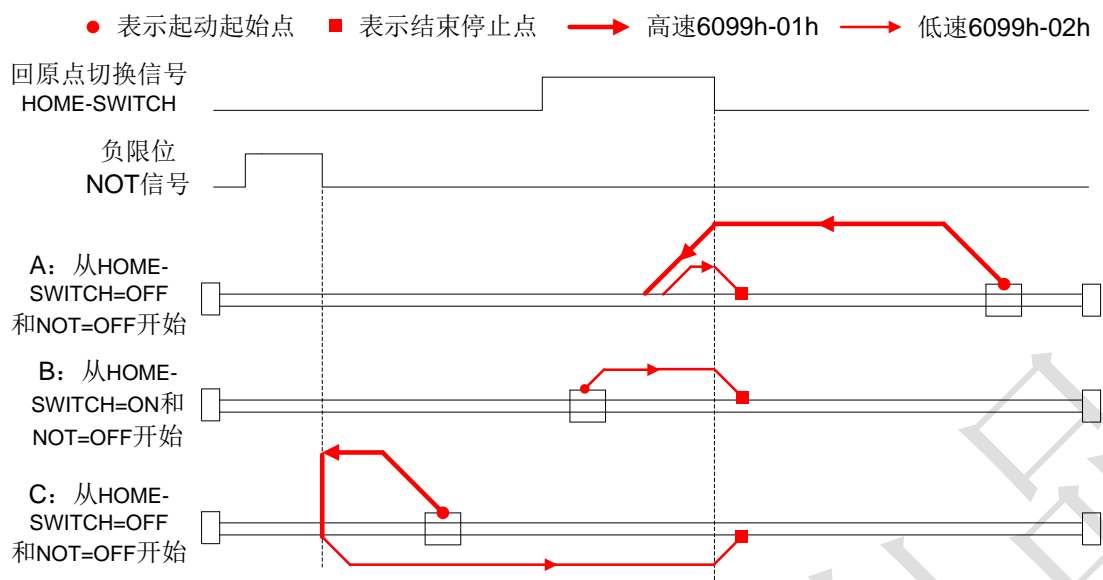 表示起动起始点 表示结束停止点 高速6099h-01h 低速6099h-02h
回原点切换信号
HOME-SWITCH
负限位
NOT信号
A：从HOME-
SWITCH=OFF
和NOT=OFF开始
B：从HOME-
SWITCH=ON和
NOT=OFF开始
C：从HOME-
SWITCH=OFF
和NOT=OFF开始